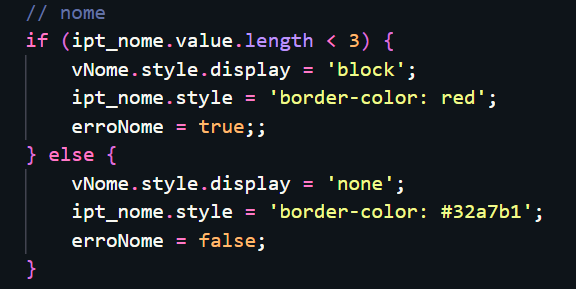 // nome
if (ipt_nome.value.length < 3) {
    vNome.style.display = 'block';
    ipt_nome.style = 'border-color: red';
    erroNome = true;;
} else {
    vNome.style.display = 'none';
    ipt_nome.style = 'border-color: #32a7b1';
    erroNome = false;
}